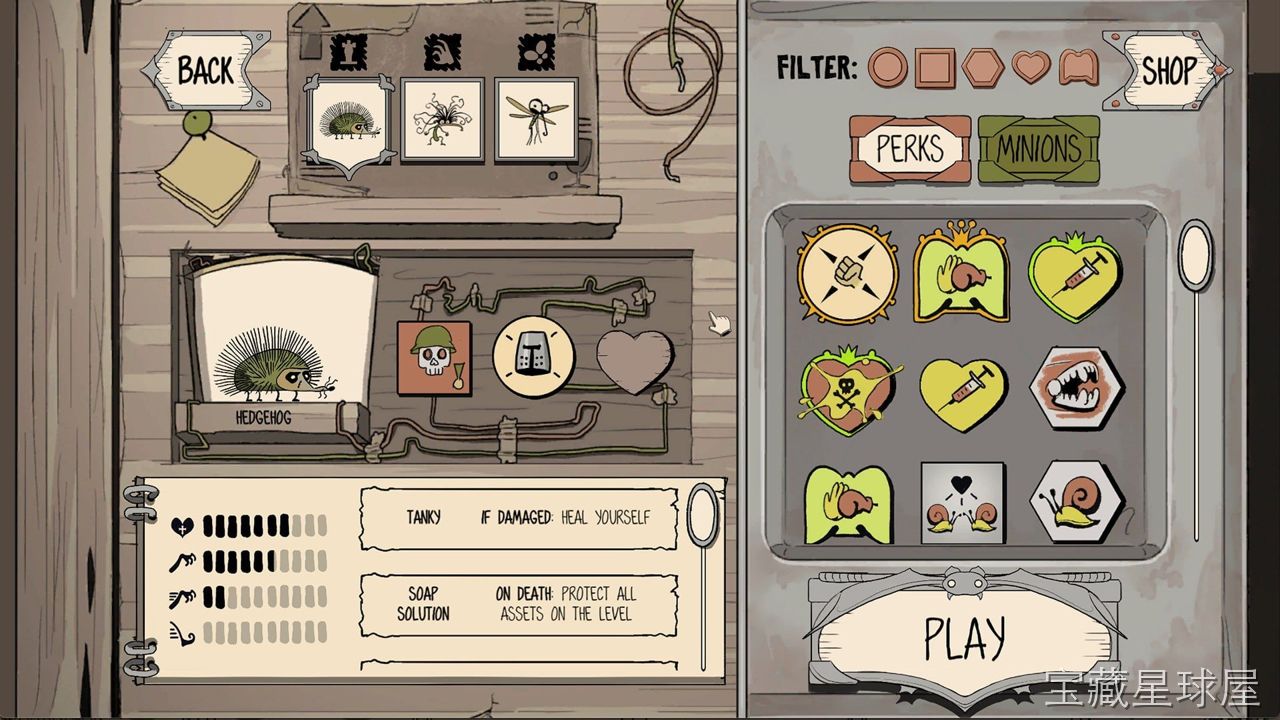 BACK
FILTER:
SHOP
PERKS
MINIONS
HEDGEHOG
TANKY
IF DAMAGED: HEAL YOURSELF
SOAP
SOLUTION
ON DEATH: PROTECT ALL
ASSETS ON THE LEVEL
PLAY
宝藏星球屋